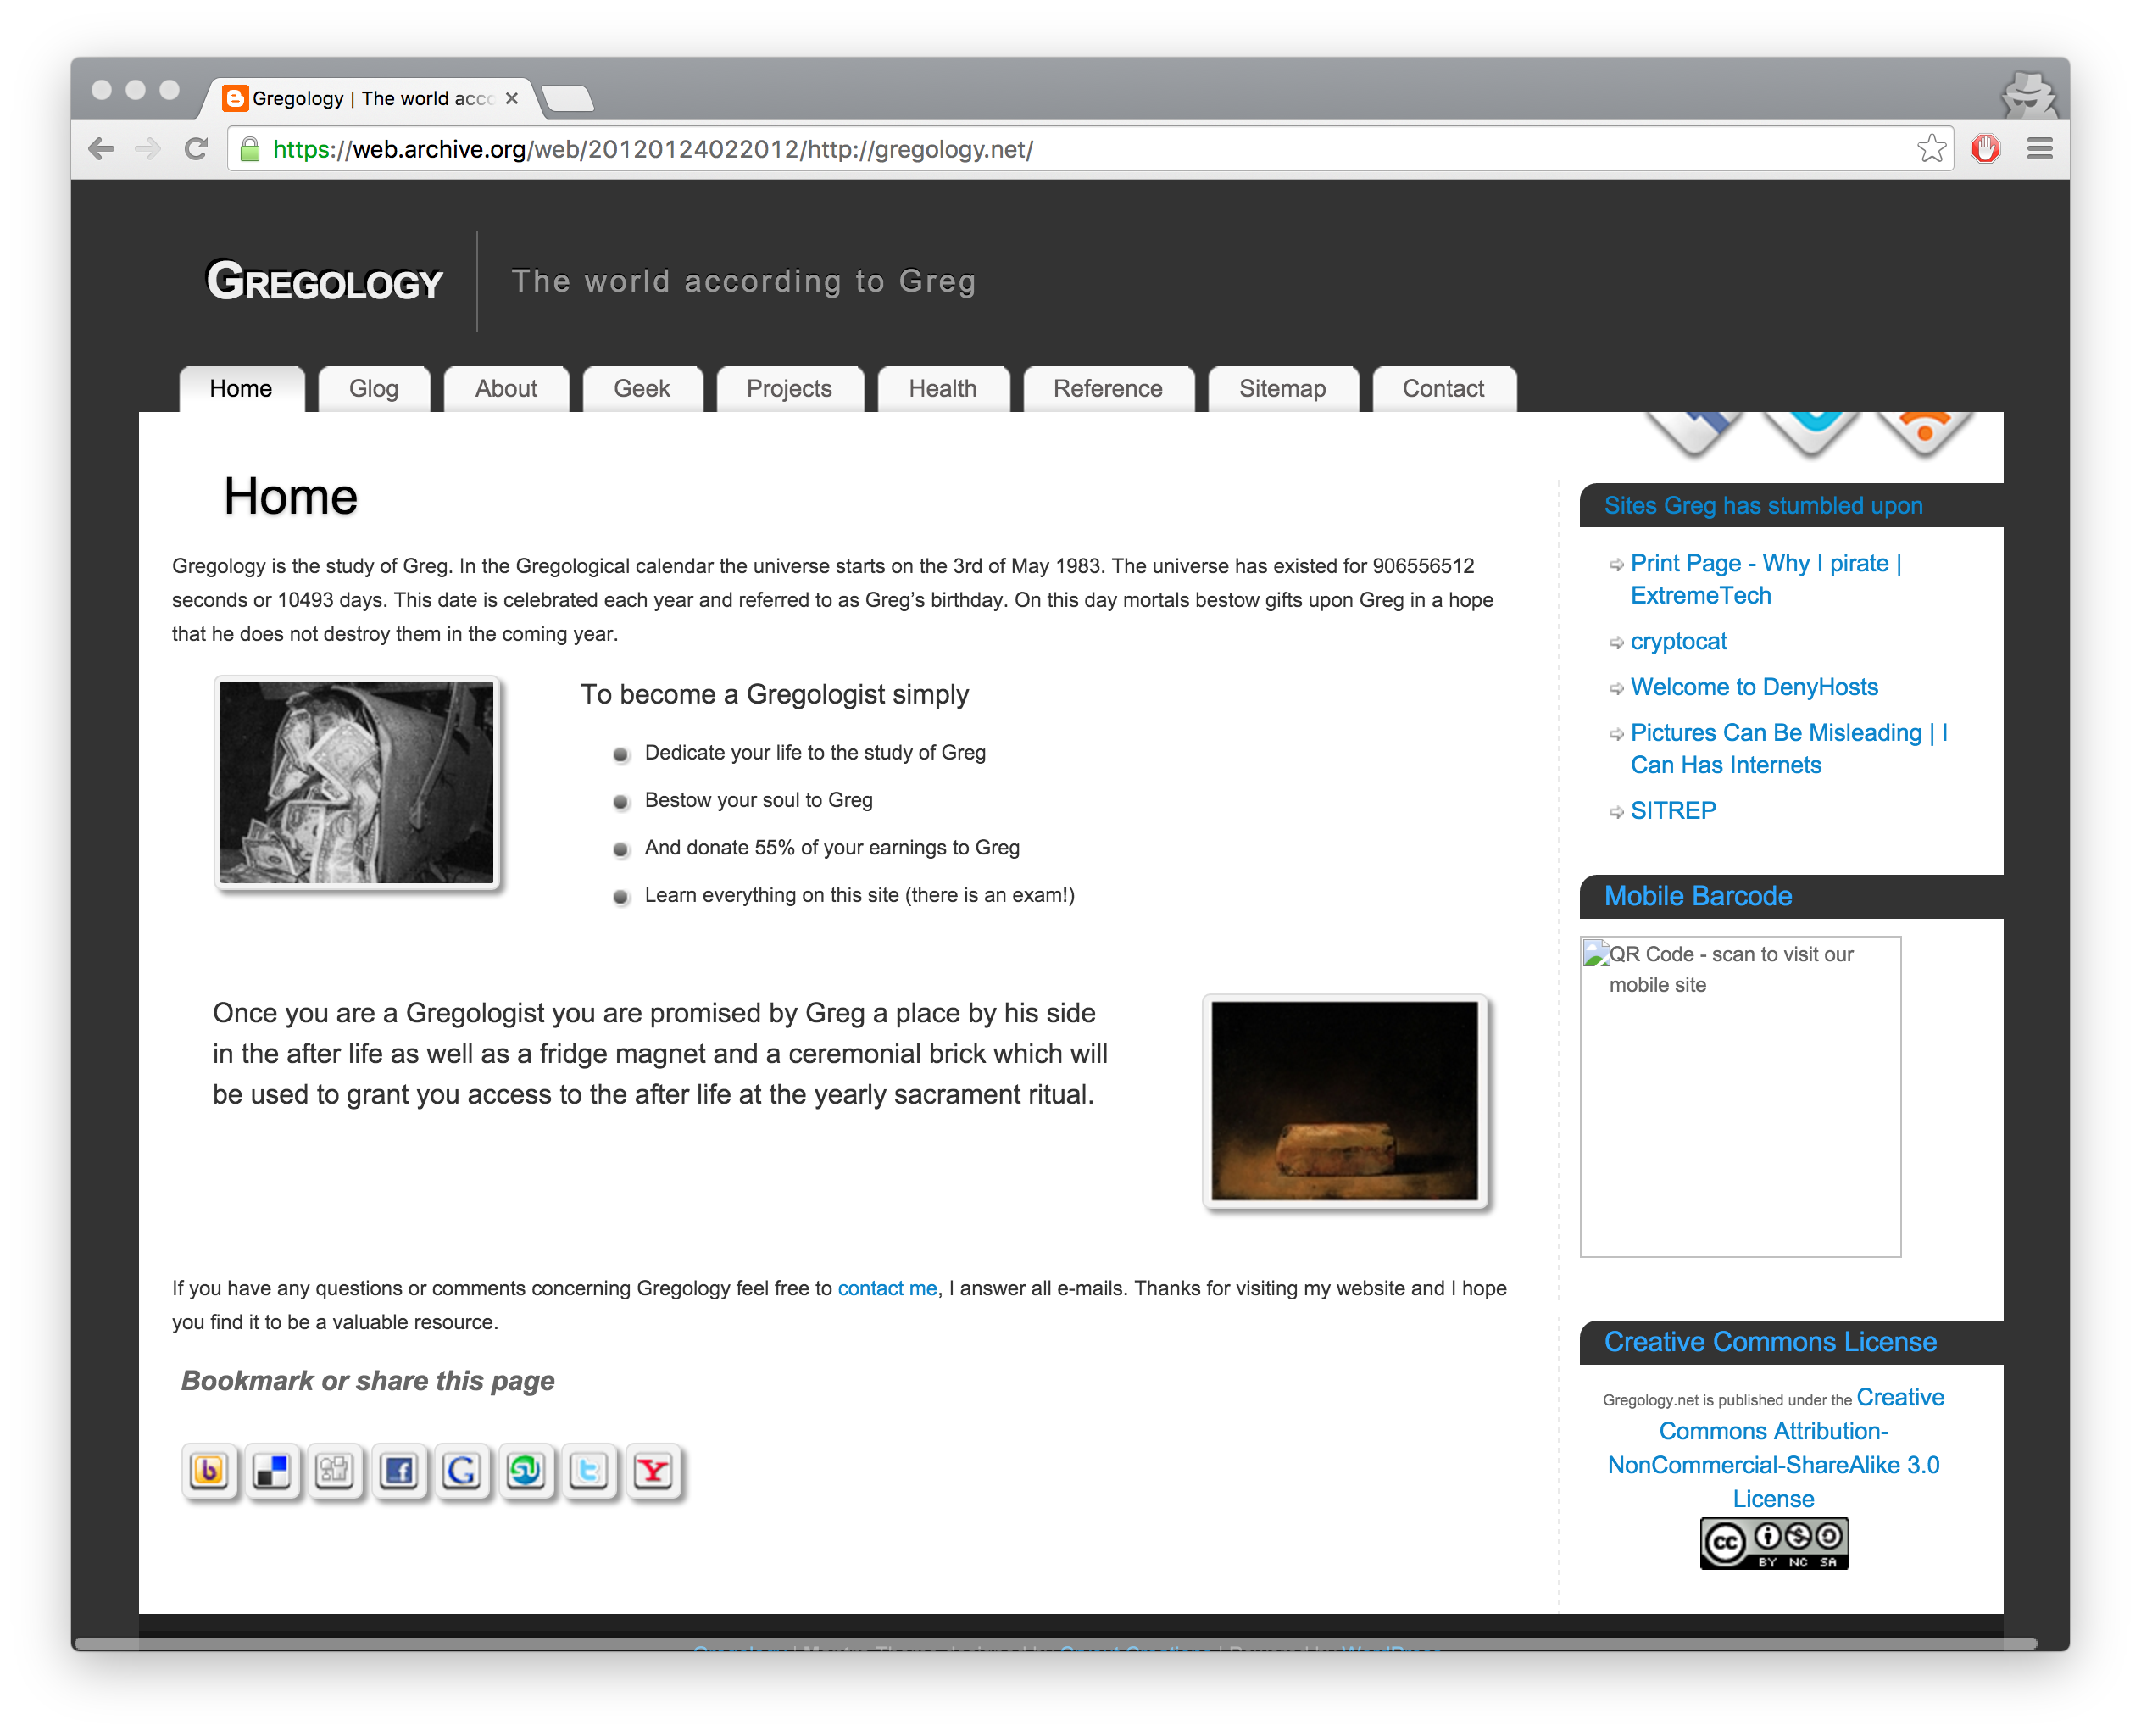 Gregology | The world acco
https://web.archive.org/web/20120124022012/http://gregology.net/
GREGOLOGY
The world according to Greg
Home Glog About Geek Projects Health Reference Sitemap Contact
Home
Gregology is the study of Greg. In the Gregological calendar the universe starts on the 3rd of May 1983. The universe has existed for 906556512
seconds or 10493 days. This date is celebrated each year and referred to as Greg’s birthday. On this day mortals bestow gifts upon Greg in a hope
that he does not destroy them in the coming year.
To become a Gregologist simply
Dedicate your life to the study of Greg
Bestow your soul to Greg
And donate 55% of your earnings to Greg
Learn everything on this site (there is an exam!)
Once you are a Gregologist you are promised by Greg a place by his side
in the after life as well as a fridge magnet and a ceremonial brick which will
be used to grant you access to the after life at the yearly sacrament ritual.
If you have any questions or comments concerning Gregology feel free to contact me, I answer all e-mails. Thanks for visiting my website and I hope
you find it to be a valuable resource.
Bookmark or share this page
Sites Greg has stumbled upon
Print Page - Why I pirate |
ExtremeTech
cryptocat
Welcome to DenyHosts
Pictures Can Be Misleading | I
Can Has Internets
SITREP
Mobile Barcode
QR Code - scan to visit our
mobile site
Creative Commons License
Gregology.net is published under the Creative
Commons Attribution-
NonCommercial-ShareAlike 3.0
License
cc
BY NC SA